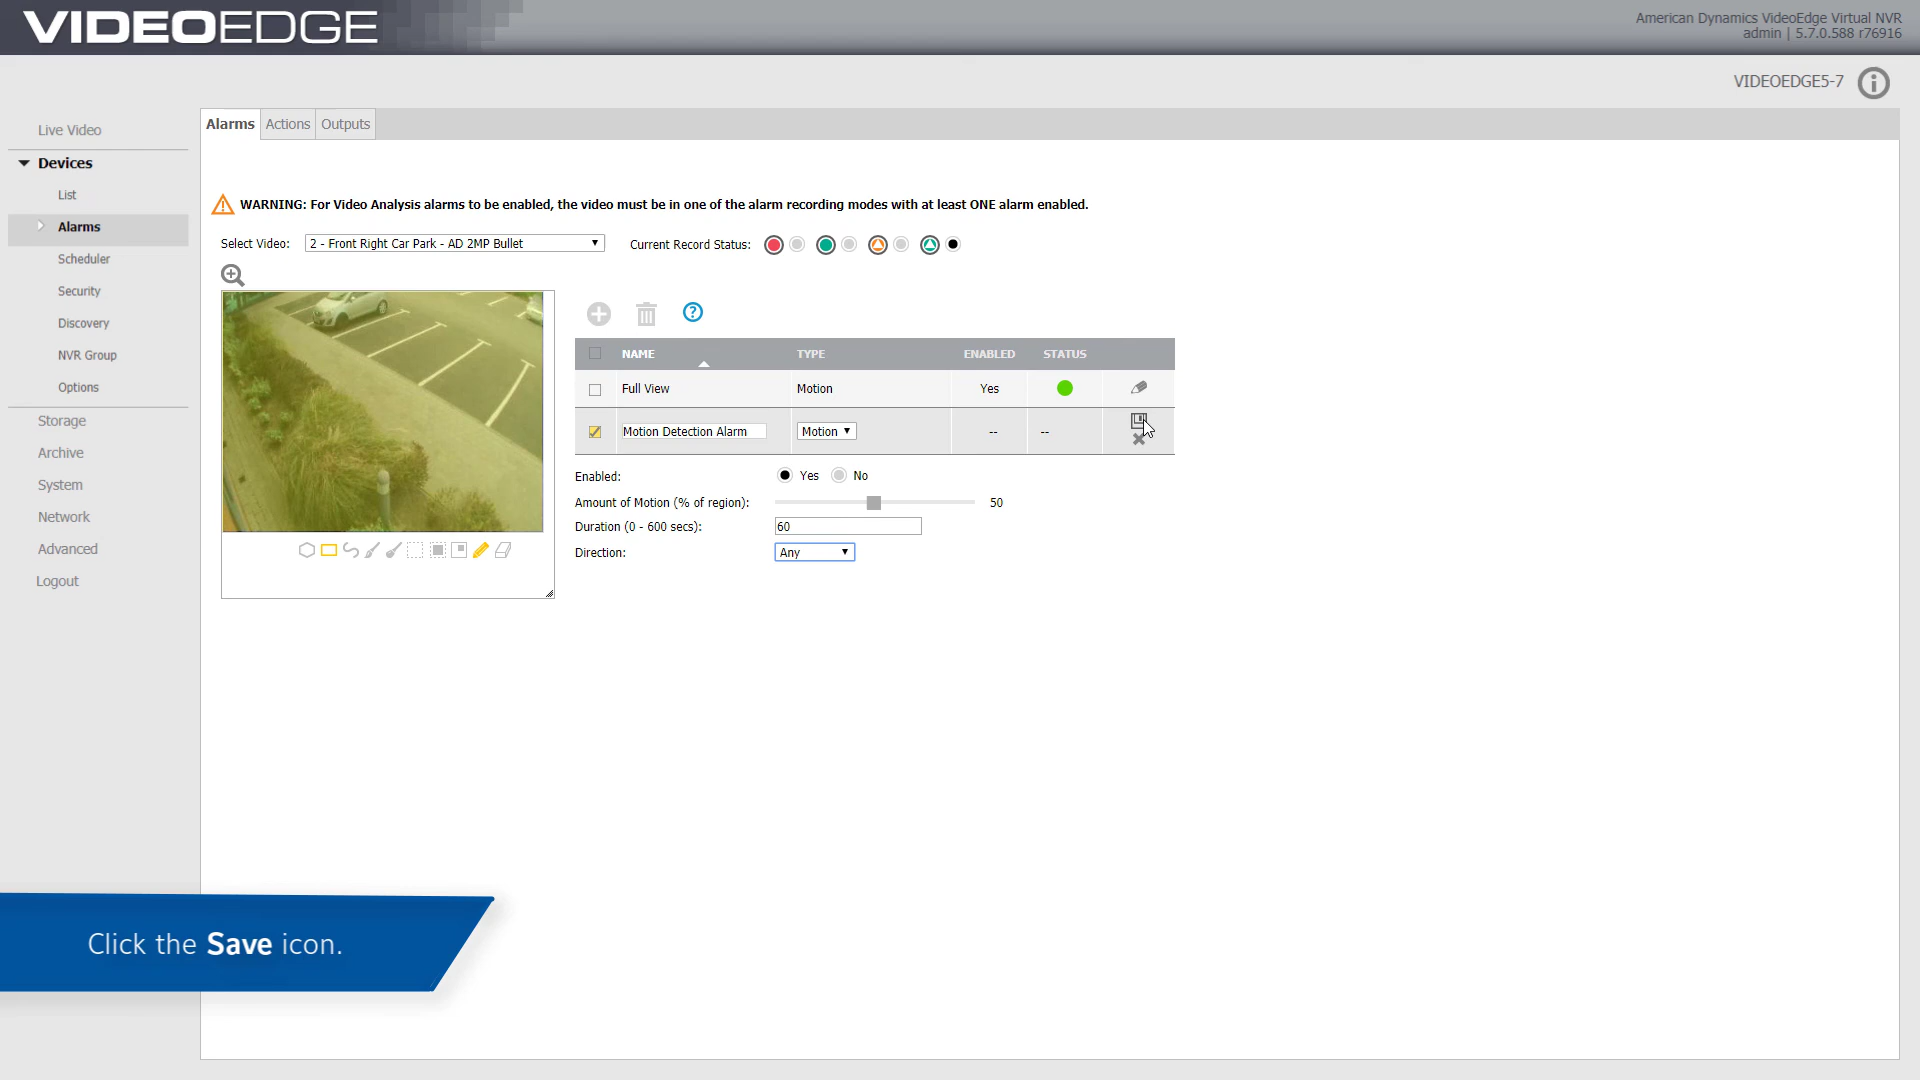 VIDEOEDGE
American Dynamics VideoEdge Virtual NVR
admin | 5.7.0.588 r76916
VIDEOEDGE5-7
Live Video
Devices
List
Alarms
Scheduler
Security
Discovery
NVR Group
Options
Storage
Archive
System
Network
Advanced
Logout
Alarms Actions Outputs
WARNING: For Video Analysis alarms to be enabled, the video must be in one of the alarm recording modes with at least ONE alarm enabled.
Select Video: 2 - Front Right Car Park - AD 2MP Bullet Current Record Status:
NAME TYPE ENABLED STATUS
Full View Motion Yes
Motion Detection Alarm Motion -- --
Enabled: Yes No
Amount of Motion (% of region): 50
Duration (0 - 600 secs): 60
Direction: Any
Click the Save icon.